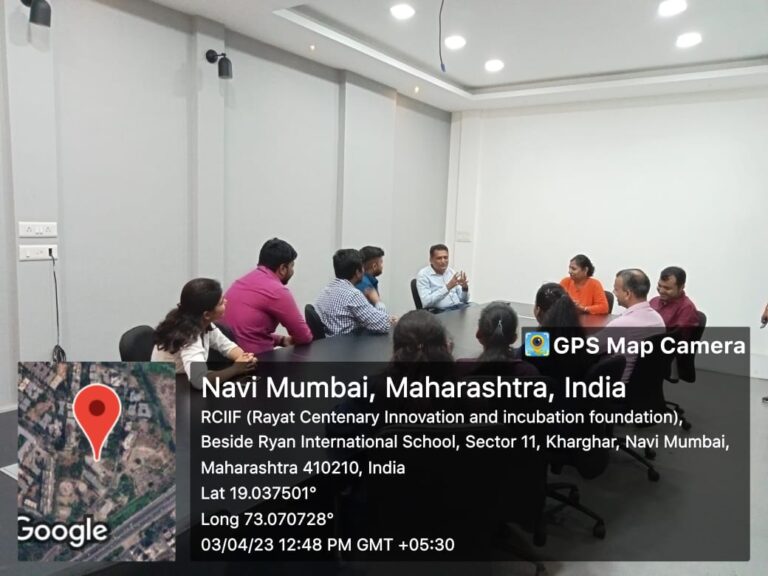 GPS Map Camera
Navi Mumbai, Maharashtra, India
RCIIF (Rayat Centenary Innovation and incubation foundation),
Beside Ryan International School, Sector 11, Kharghar, Navi Mumbai,
Maharashtra 410210, India
Lat 19.037501°
Long 73.070728°
03/04/23 12:48 PM GMT +05:30
Google